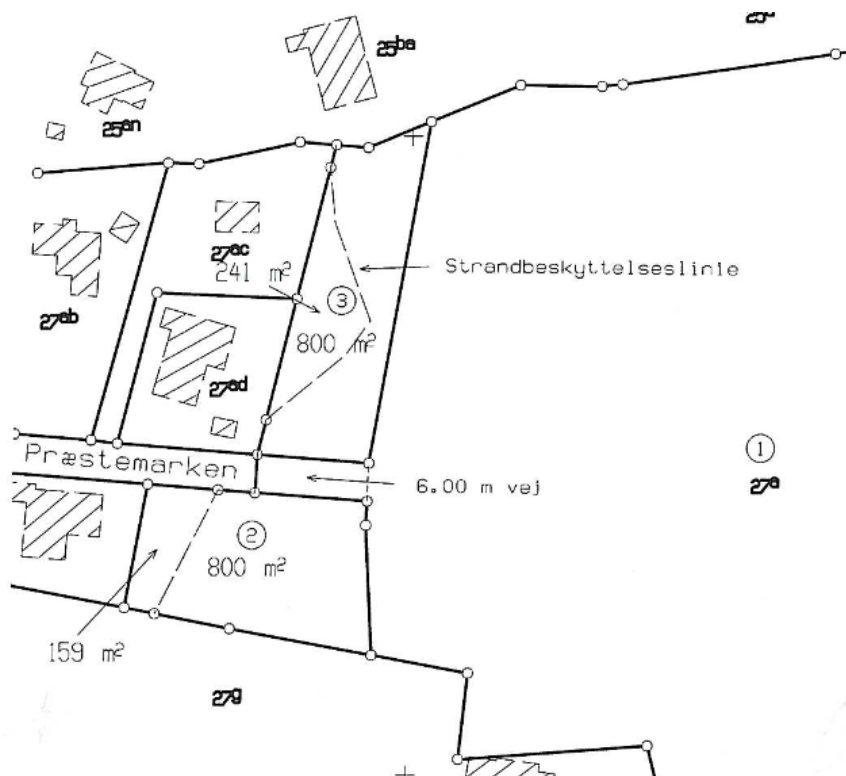 25ba
25an
27ac
241 m²
Strandbeskyttelseslinie
3
27ab
800 m²
27ad
Præstemarken
1
6.00 m vej
27a
2
800 m²
159 m²
27g